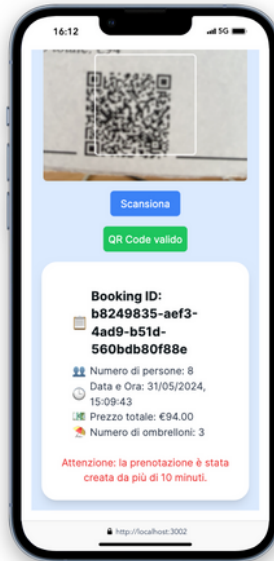 16:12
5G
€94
Scansiona
QR Code valido
Booking ID:
b8249835-aef3-
4ad9-b51d-
560bdb80f88e
Numero di persone: 8
Data e Ora: 31/05/2024,
15:09:43
Prezzo totale: €94.00
Numero di ombrelloni: 3
Attenzione: la prenotazione è stata
creata da più di 10 minuti.
http://localhost:3002